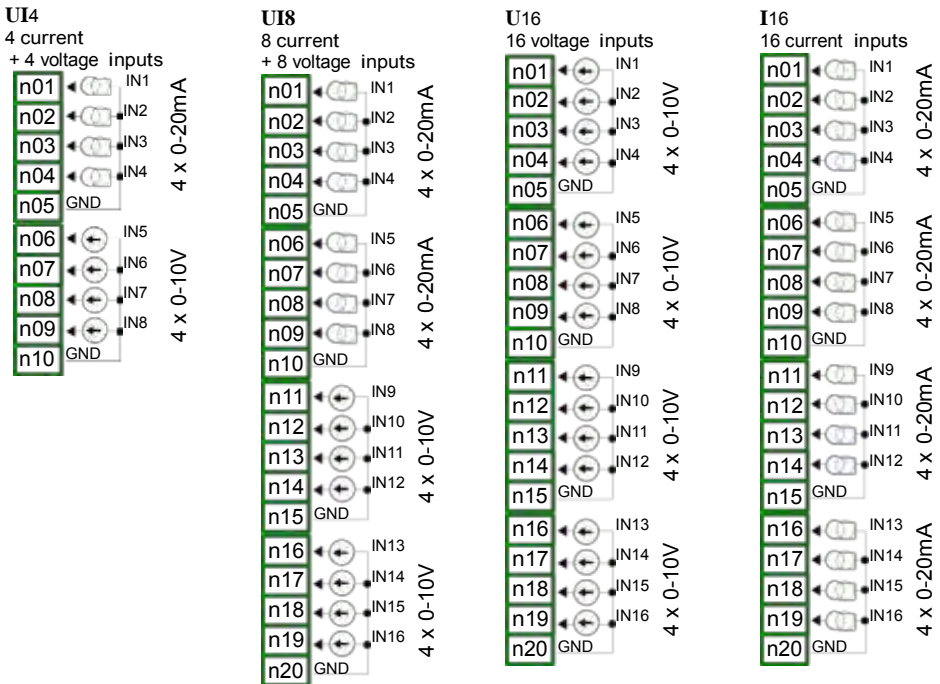 UI4
4 current
+ 4 voltage inputs
n01 IN1
n02 IN2
n03 IN3
n04 IN4
n05 GND
4 x 0-20mA
n06 IN5
n07 IN6
n08 IN7
n09 IN8
n10 GND
4 x 0-10V
UI8
8 current
+ 8 voltage inputs
n01 IN1
n02 IN2
n03 IN3
n04 IN4
n05 GND
4 x 0-20mA
n06 IN5
n07 IN6
n08 IN7
n09 IN8
n10 GND
4 x 0-20mA
n11 IN9
n12 IN10
n13 IN11
n14 IN12
n15 GND
4 x 0-10V
n16 IN13
n17 IN14
n18 IN15
n19 IN16
n20 GND
4 x 0-10V
U16
16 voltage inputs
n01 IN1
n02 IN2
n03 IN3
n04 IN4
n05 GND
4 x 0-10V
n06 IN5
n07 IN6
n08 IN7
n09 IN8
n10 GND
4 x 0-10V
n11 IN9
n12 IN10
n13 IN11
n14 IN12
n15 GND
4 x 0-10V
n16 IN13
n17 IN14
n18 IN15
n19 IN16
n20 GND
4 x 0-10V
I16
16 current inputs
n01 IN1
n02 IN2
n03 IN3
n04 IN4
n05 GND
4 x 0-20mA
n06 IN5
n07 IN6
n08 IN7
n09 IN8
n10 GND
4 x 0-20mA
n11 IN9
n12 IN10
n13 IN11
n14 IN12
n15 GND
4 x 0-20mA
n16 IN13
n17 IN14
n18 IN15
n19 IN16
n20 GND
4 x 0-20mA